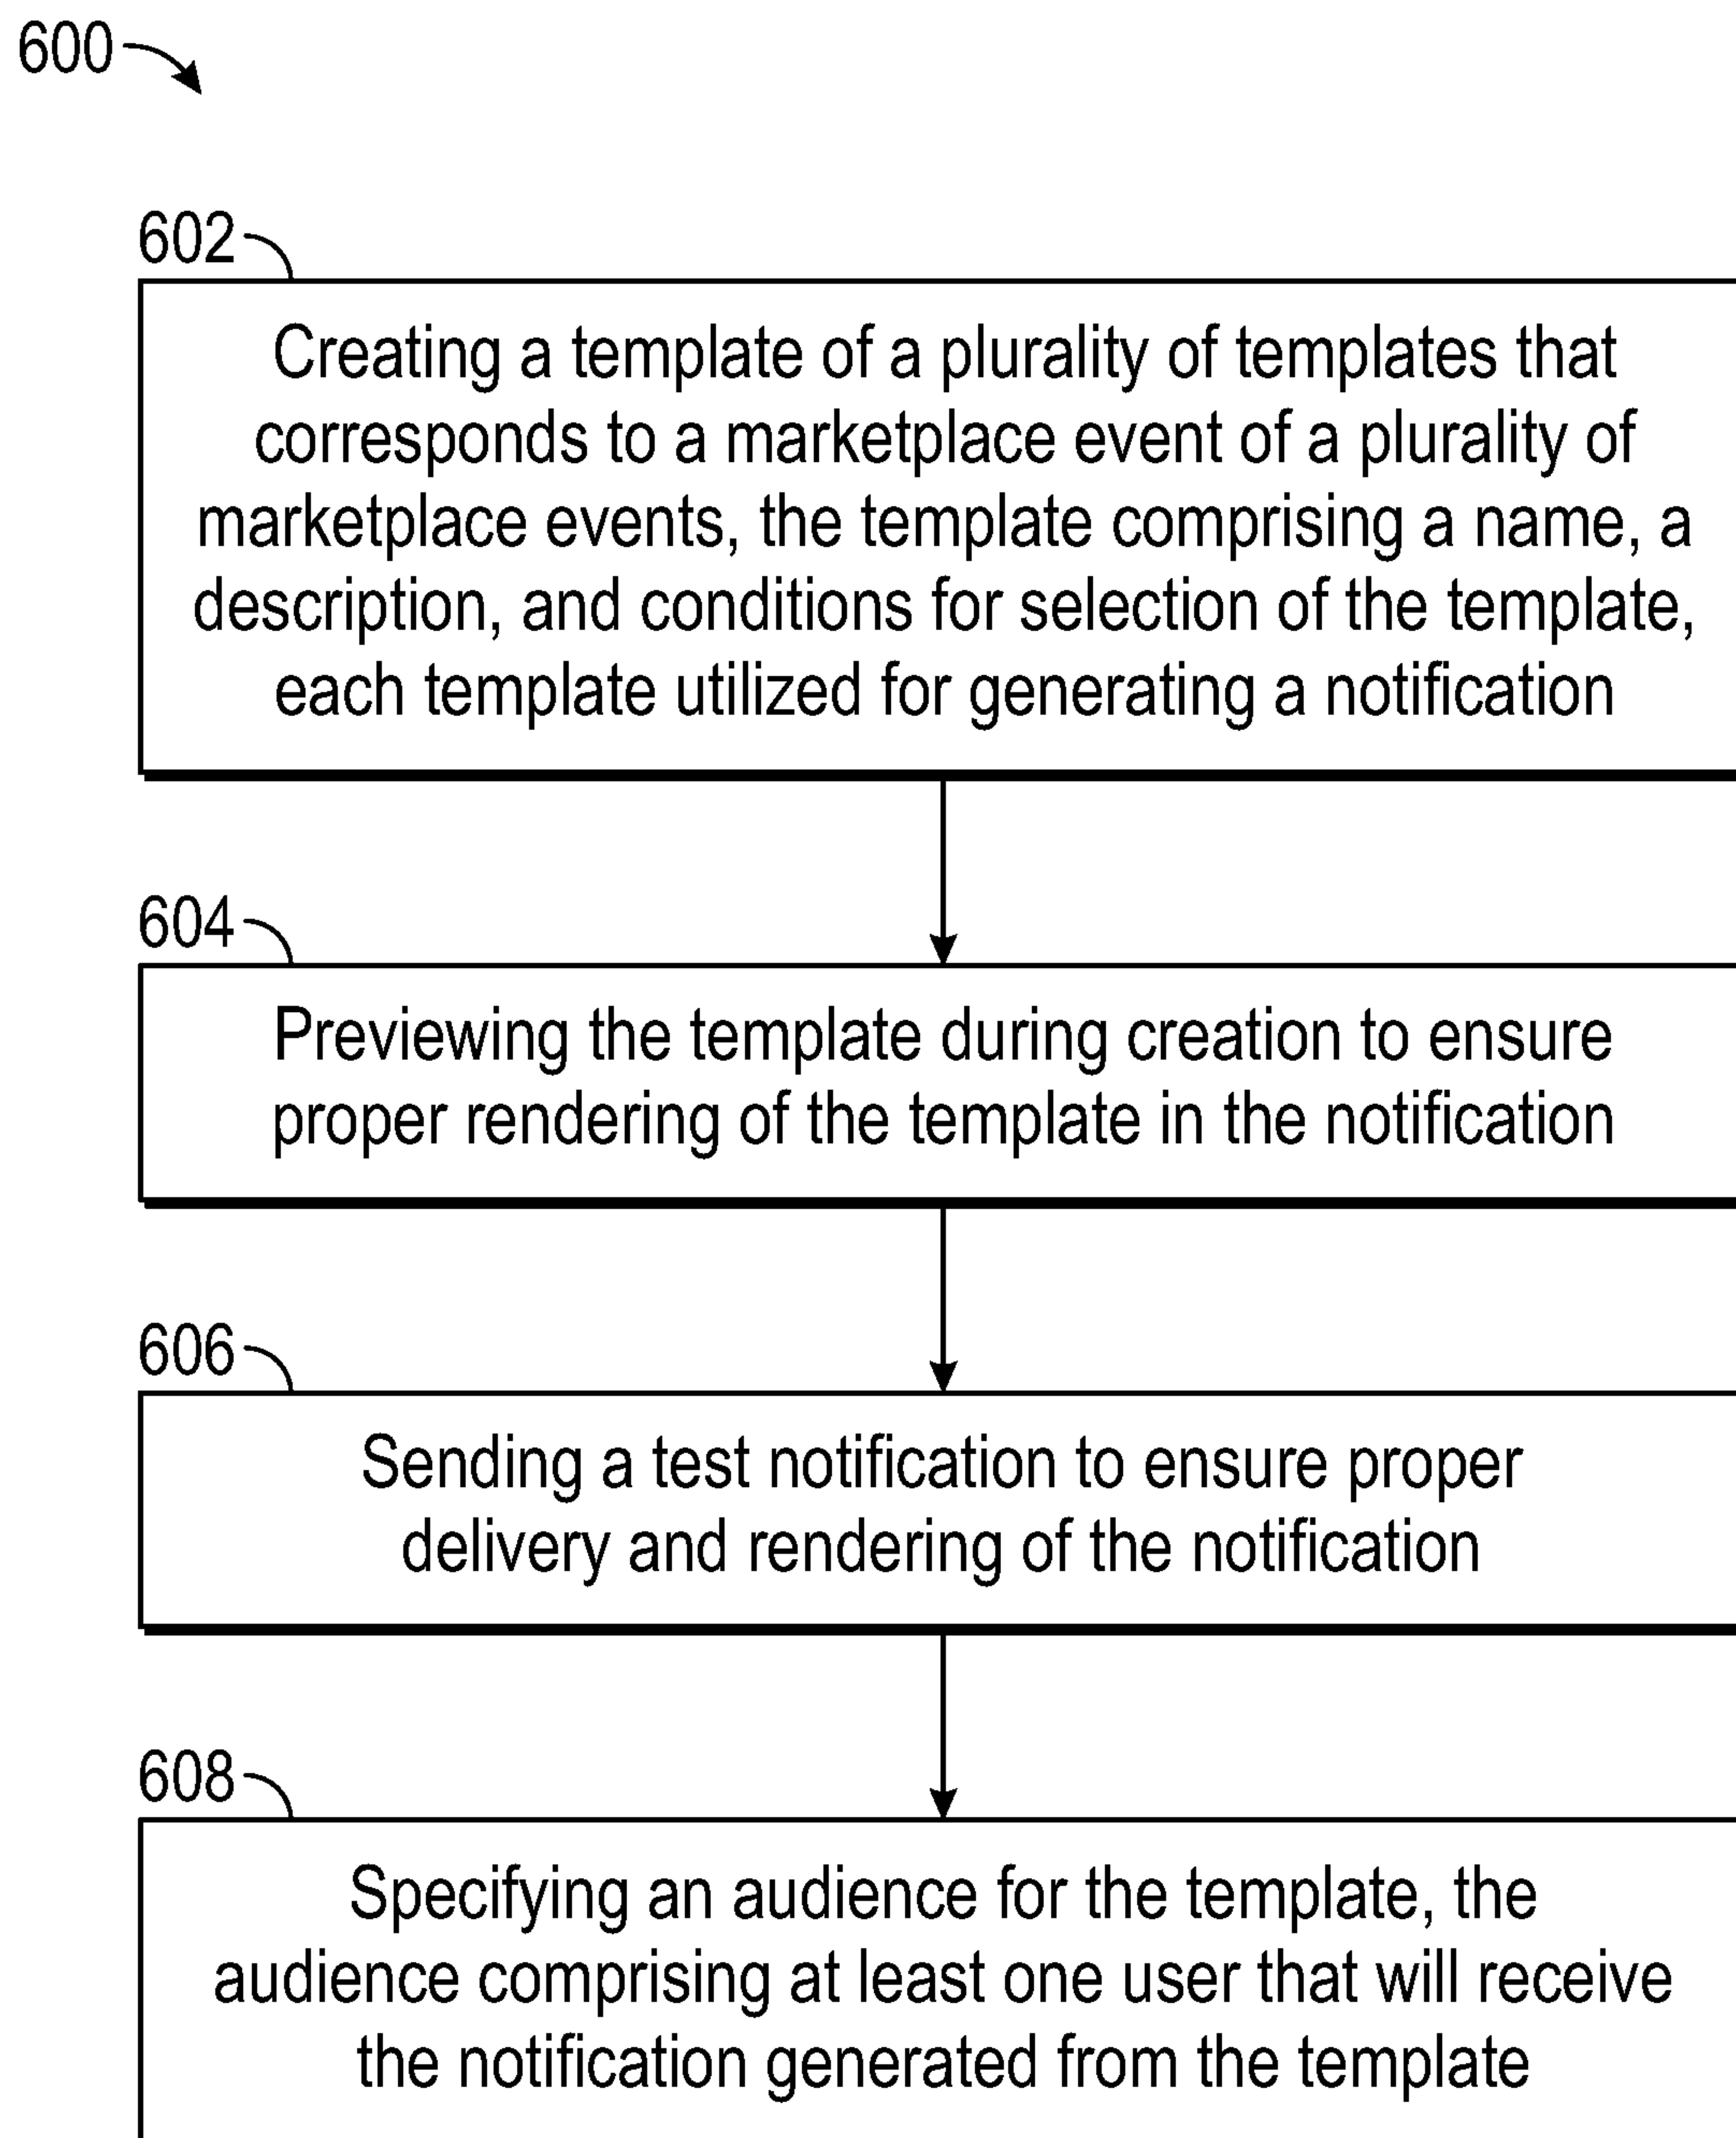 600
602
Creating a template of a plurality of templates that
corresponds to a marketplace event of a plurality of
marketplace events, the template comprising a name, a
description, and conditions for selection of the template,
each template utilized for generating a notification
604
Previewing the template during creation to ensure
proper rendering of the template in the notification
606
Sending a test notification to ensure proper
delivery and rendering of the notification
608
Specifying an audience for the template, the
audience comprising at least one user that will receive
the notification generated from the template